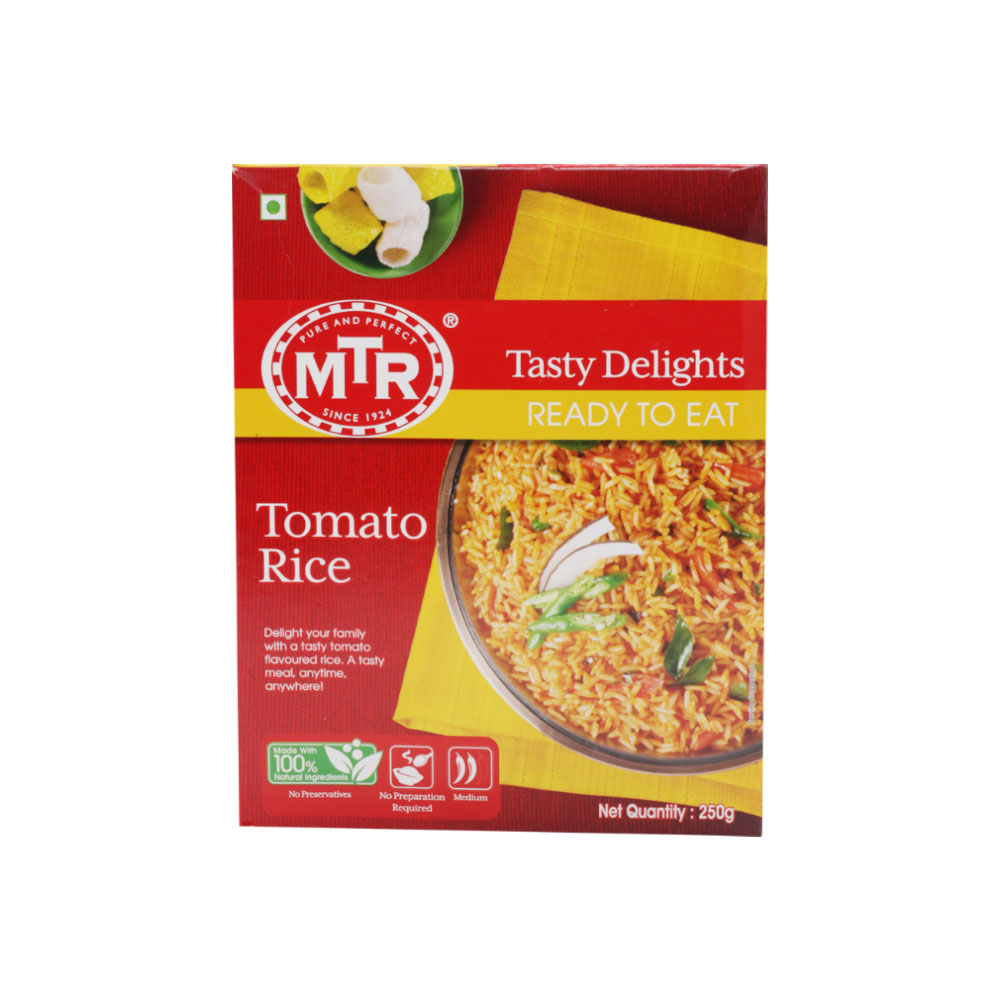 PURE AND PERFECT
MTR
®
SINCE 1924
Tasty Delights
READY TO EAT
Tomato
Rice
Delight your family
with a tasty tomato
flavoured rice. A tasty
meal, anytime,
anywhere!
Made With
100%
Natural Ingredients
No Preservatives
No Preparation
Required
Medium
Net Quantity : 250g